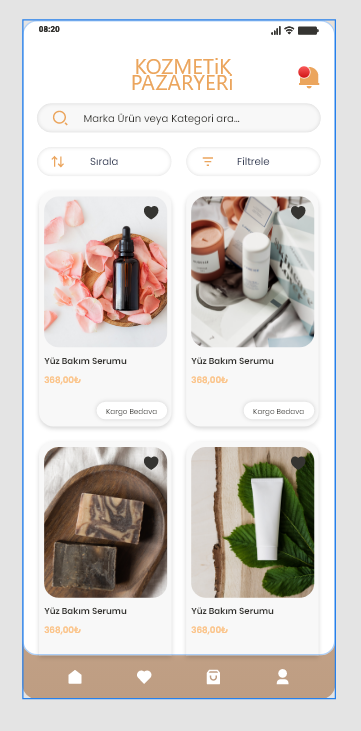 08:20
KOZMETiK
PAZARYERi
Marka Ürün veya Kategori ara...
Sırala
Filtrele
Yüz Bakım Serumu
368,00₺
Kargo Bedava
Yüz Bakım Serumu
368,00₺
Kargo Bedava
Yüz Bakım Serumu
368,00₺
Yüz Bakım Serumu
368,00₺